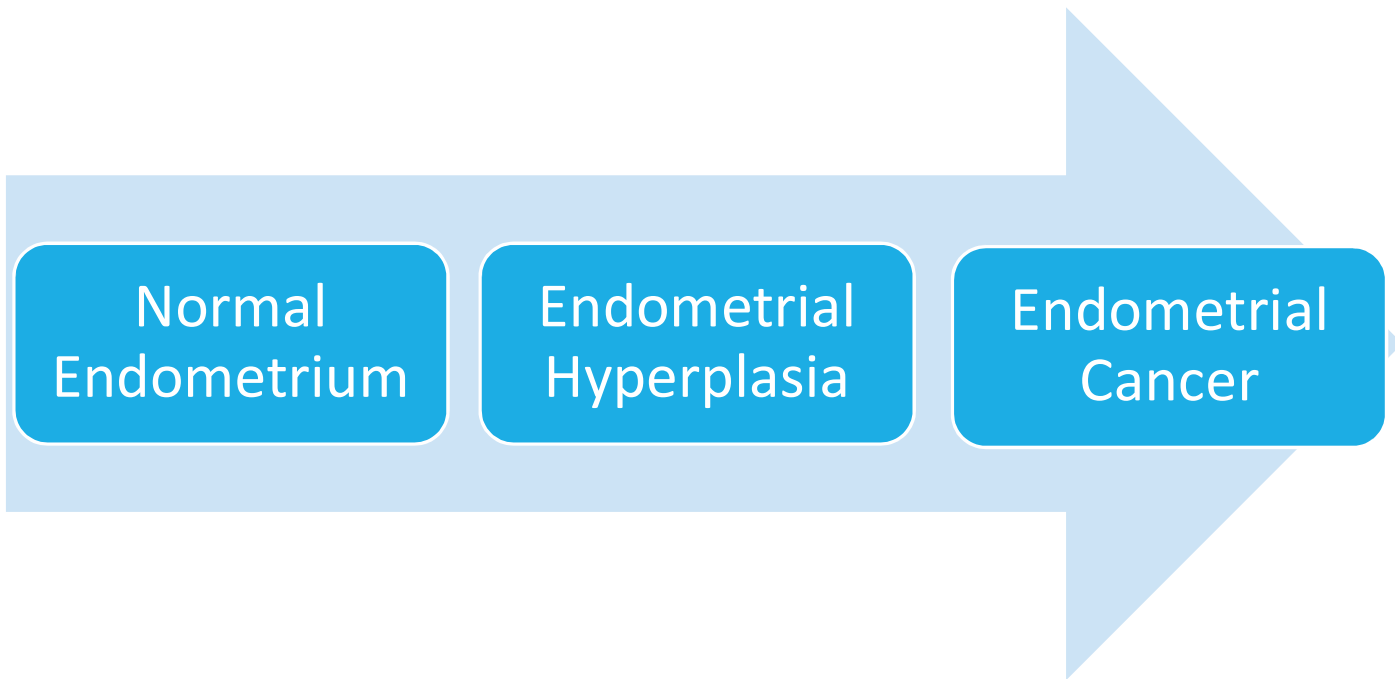 Normal
Endometrium
Endometrial
Hyperplasia
Endometrial
Cancer